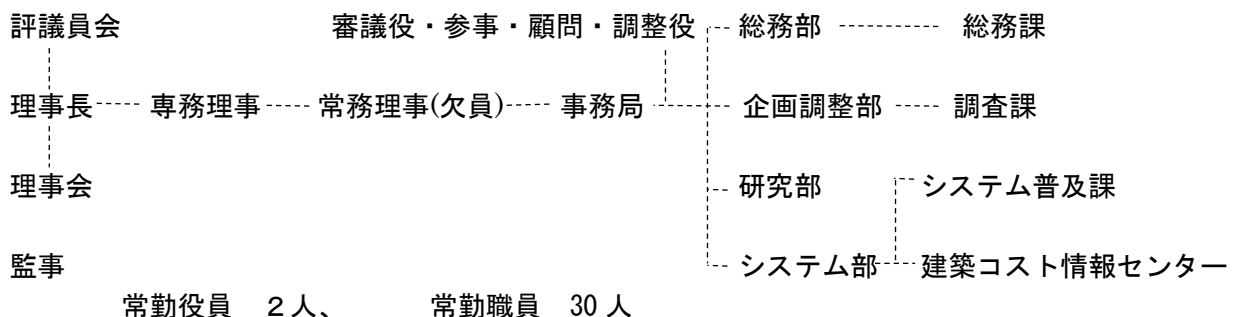 評議員会 審議役・参事・顧問・調整役 総務部 総務課
理事長 専務理事 常務理事(欠員) 事務局 企画調整部 調査課
理事会 研究部 システム普及課
監事 システム部 建築コスト情報センター
常勤役員 2人、 常勤職員 30人